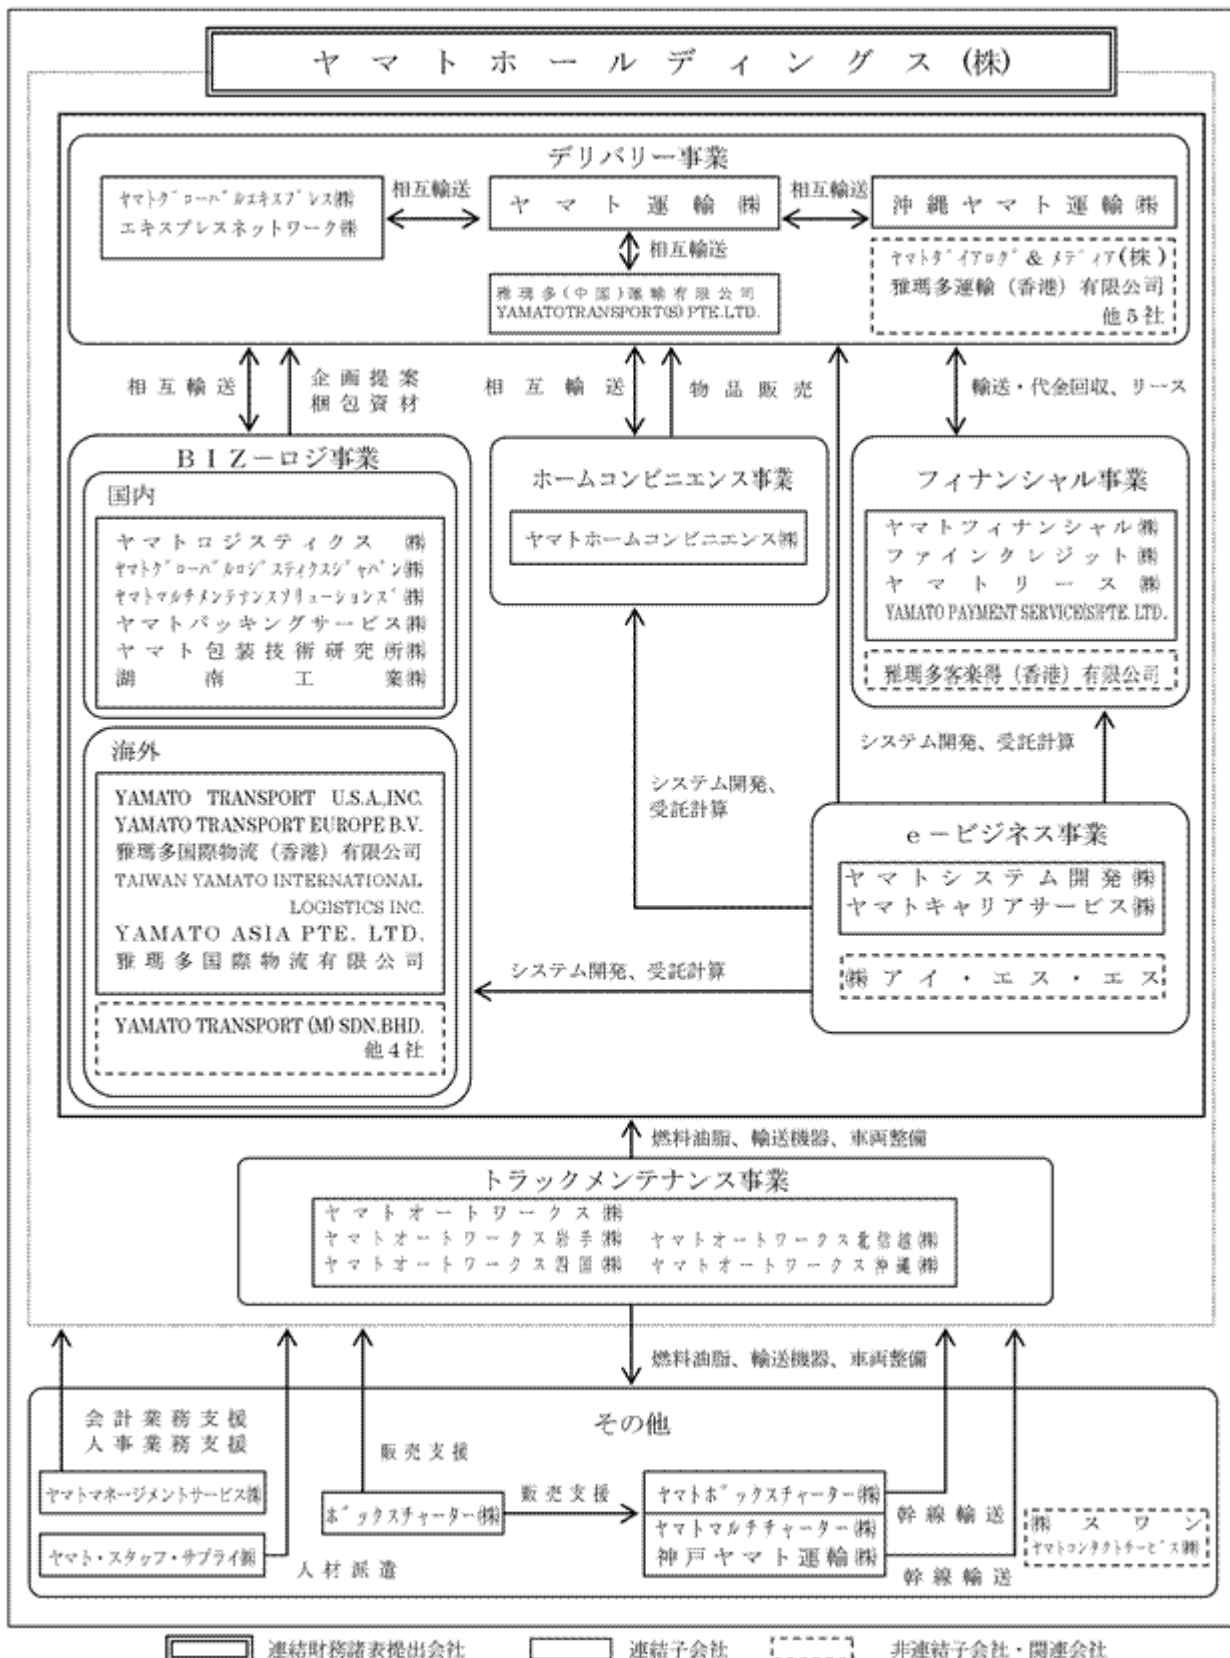 ヤマトホールディングス(株)
デリバリー事業
ヤマトグローバルエキスプレス㈱
エキスプレスネットワーク㈱
相互輸送
ヤマト運輸㈱
相互輸送
沖縄ヤマト運輸㈱
相互輸送
雅瑪多(中国)運輸有限公司
YAMATO TRANSPORT(S) PTE.LTD.
ヤマトダイアログ & メディア(株)
雅瑪多運輸（香港）有限公司
他５社
相互輸送
企画提案
梱包資材
相互輸送
物品販売
輸送・代金回収、リース
ＢＩＺ－ロジ事業
国内
ヤマトロジスティクス ㈱
ヤマトグローバルロジスティクスジャパン㈱
ヤマトマルチメンテナンスソリューションズ㈱
ヤマトパッキングサービス㈱
ヤマト包装技術研究所㈱
湖南工業㈱
海外
YAMATO TRANSPORT U.S.A.,INC.
YAMATO TRANSPORT EUROPE B.V.
雅瑪多国際物流（香港）有限公司
TAIWAN YAMATO INTERNATIONAL
LOGISTICS INC.
YAMATO ASIA PTE. LTD.
雅瑪多国際物流有限公司
YAMATO TRANSPORT (M) SDN.BHD.
他４社
ホームコンビニエンス事業
ヤマトホームコンビニエンス㈱
フィナンシャル事業
ヤマトフィナンシャル㈱
ファインクレジット㈱
ヤマトリース㈱
YAMATO PAYMENT SERVICE(S)PTE. LTD.
雅瑪多客楽得（香港）有限公司
システム開発、受託計算
システム開発、
受託計算
ｅ－ビジネス事業
ヤマトシステム開発㈱
ヤマトキャリアサービス㈱
㈱アイ・エス・エス
システム開発、受託計算
燃料油脂、輸送機器、車両整備
トラックメンテナンス事業
ヤマトオートワークス㈱
ヤマトオートワークス岩手㈱ ヤマトオートワークス北信越㈱
ヤマトオートワークス四国㈱ ヤマトオートワークス沖縄㈱
燃料油脂、輸送機器、車両整備
その他
会計業務支援
人事業務支援
ヤマトマネージメントサービス㈱
ヤマト・スタッフ・サプライ㈱
人材派遣
販売支援
ボックスチャーター㈱
販売支援
ヤマトボックスチャーター㈱
ヤマトマルチチャーター㈱
神戸ヤマト運輸㈱
幹線輸送
幹線輸送
㈱スワン
ヤマトコンタクトサービス㈱
連結財務諸表提出会社 連結子会社 非連結子会社・関連会社